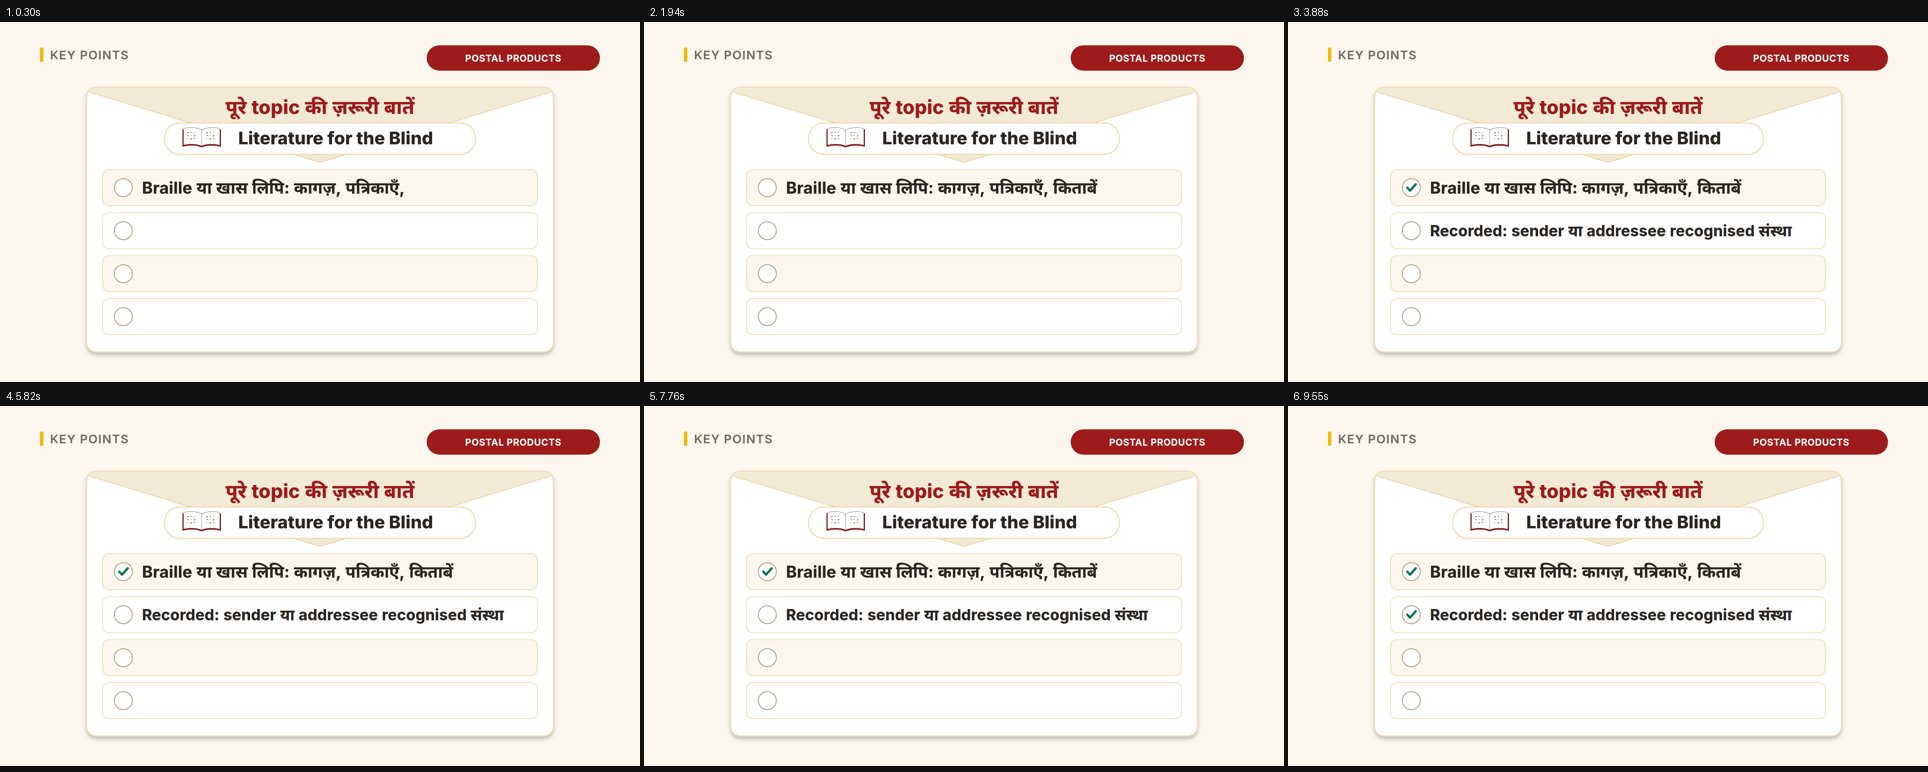 1. 0.30s
KEY POINTS
POSTAL PRODUCTS
पूरे topic की ज़रूरी बातें
Literature for the Blind
Braille या खास लिपि: कागज़, पत्रिकाएँ,
2. 1.94s
KEY POINTS
POSTAL PRODUCTS
पूरे topic की ज़रूरी बातें
Literature for the Blind
Braille या खास लिपि: कागज़, पत्रिकाएँ, किताबें
3. 3.88s
KEY POINTS
POSTAL PRODUCTS
पूरे topic की ज़रूरी बातें
Literature for the Blind
Braille या खास लिपि: कागज़, पत्रिकाएँ, किताबें
Recorded: sender या addressee recognised संस्था
4. 5.82s
KEY POINTS
POSTAL PRODUCTS
पूरे topic की ज़रूरी बातें
Literature for the Blind
Braille या खास लिपि: कागज़, पत्रिकाएँ, किताबें
Recorded: sender या addressee recognised संस्था
5. 7.76s
KEY POINTS
POSTAL PRODUCTS
पूरे topic की ज़रूरी बातें
Literature for the Blind
Braille या खास लिपि: कागज़, पत्रिकाएँ, किताबें
Recorded: sender या addressee recognised संस्था
6. 9.55s
KEY POINTS
POSTAL PRODUCTS
पूरे topic की ज़रूरी बातें
Literature for the Blind
Braille या खास लिपि: कागज़, पत्रिकाएँ, किताबें
Recorded: sender या addressee recognised संस्था